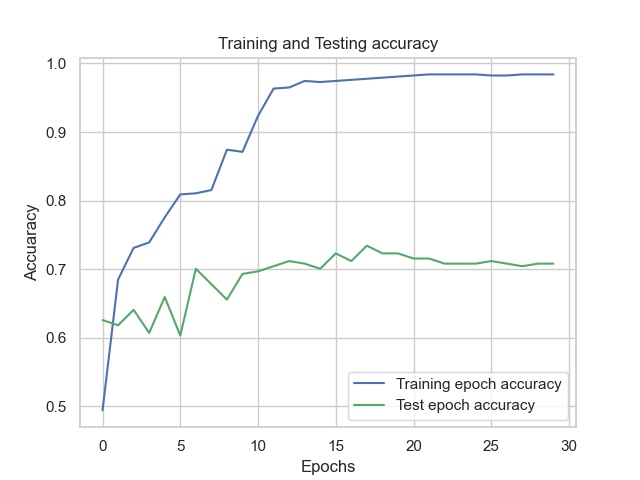 Training and Testing accuracy
1.0
0.9
0.8
0.7
0.6
0.5
Accuaracy
0 5 10 15 20 25 30
Epochs
Training epoch accuracy
Test epoch accuracy